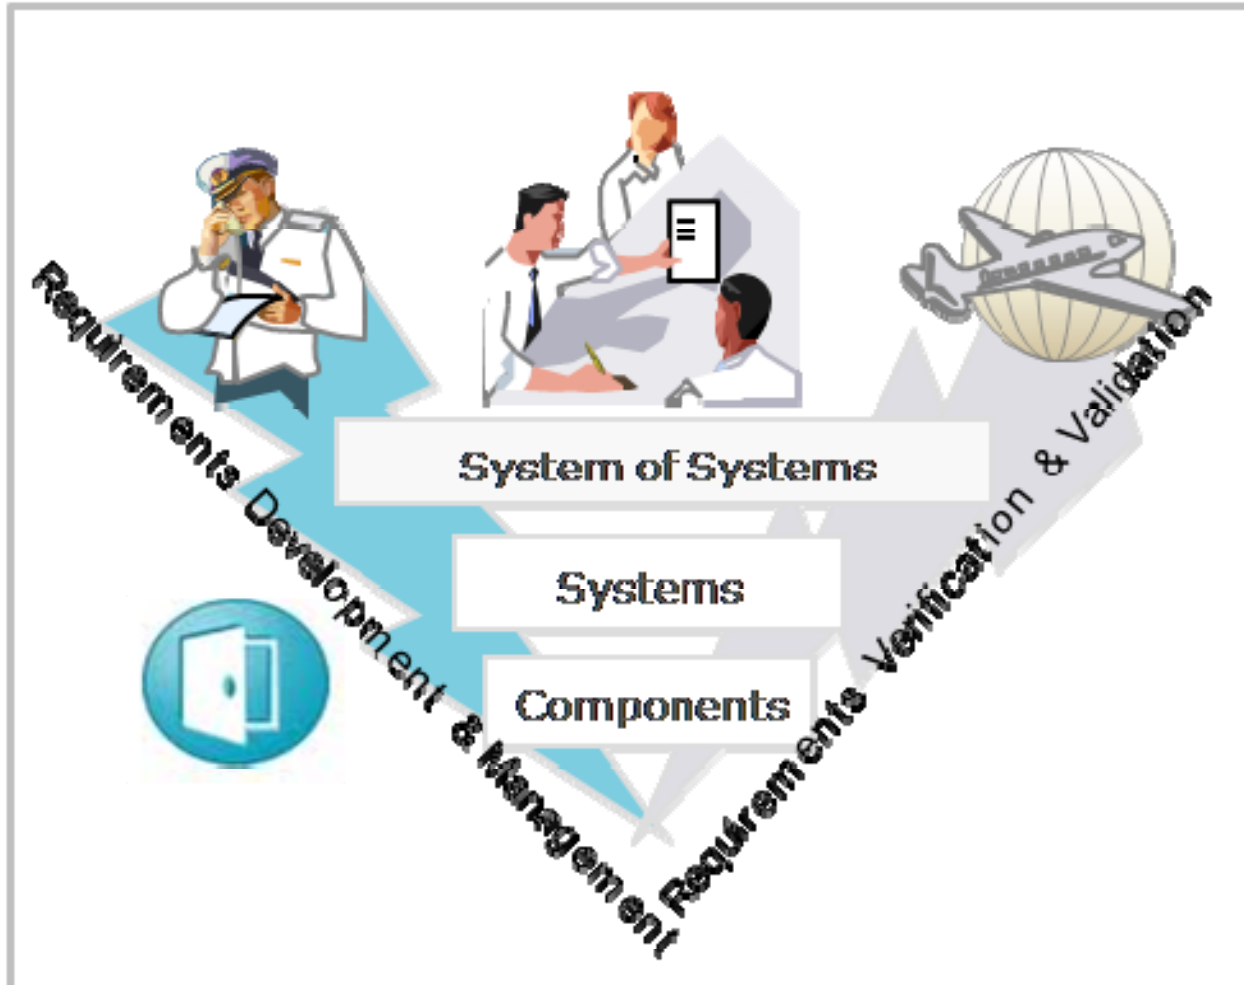 Requirements Development & Management
System of Systems
Systems
Components
Requirements Verification & Validation